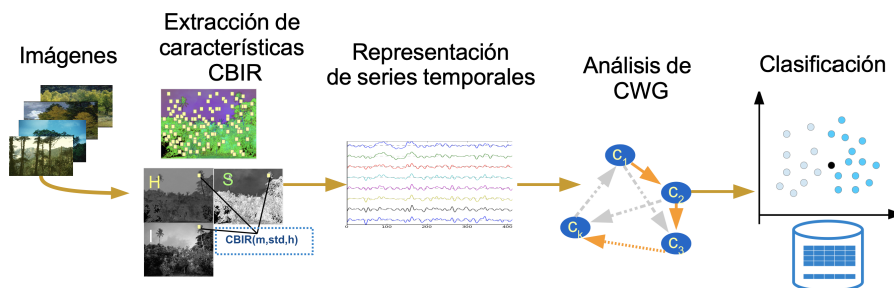 Imágenes
Extracción de
características
CBIR
H
S
I
CBIR(m,std,h)
Representación
de series temporales
0
100
200
300
400
Análisis de
CWG
C1
C2
C3
Ck
Clasificación